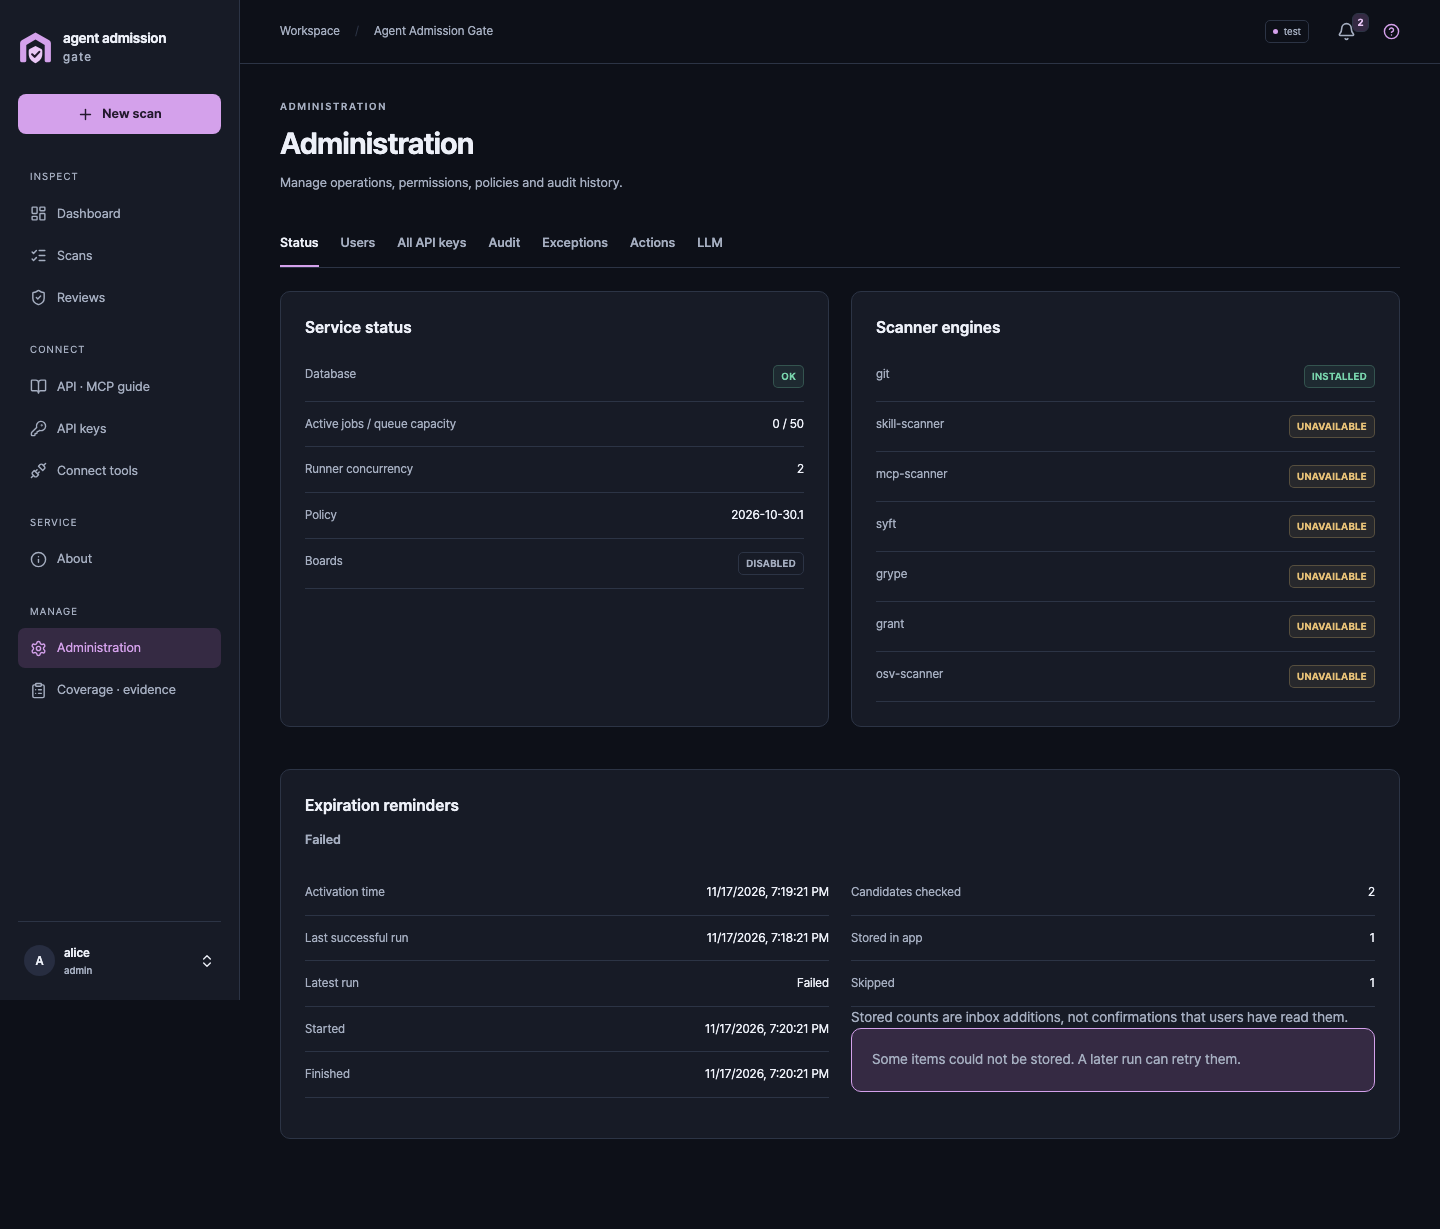 agent admission
gate
New scan
INSPECT
Dashboard
Scans
Reviews
CONNECT
API · MCP guide
API keys
Connect tools
SERVICE
About
MANAGE
Administration
Coverage · evidence
A
alice
admin
Workspace / Agent Admission Gate
test
2
ADMINISTRATION
Administration
Manage operations, permissions, policies and audit history.
Status Users All API keys Audit Exceptions Actions LLM
Service status
Database OK
Active jobs / queue capacity 0 / 50
Runner concurrency 2
Policy 2026-10-30.1
Boards DISABLED
Scanner engines
git INSTALLED
skill-scanner UNAVAILABLE
mcp-scanner UNAVAILABLE
syft UNAVAILABLE
grype UNAVAILABLE
grant UNAVAILABLE
osv-scanner UNAVAILABLE
Expiration reminders
Failed
Activation time 11/17/2026, 7:19:21 PM
Last successful run 11/17/2026, 7:18:21 PM
Latest run Failed
Started 11/17/2026, 7:20:21 PM
Finished 11/17/2026, 7:20:21 PM
Candidates checked 2
Stored in app 1
Skipped 1
Stored counts are inbox additions, not confirmations that users have read them.
Some items could not be stored. A later run can retry them.